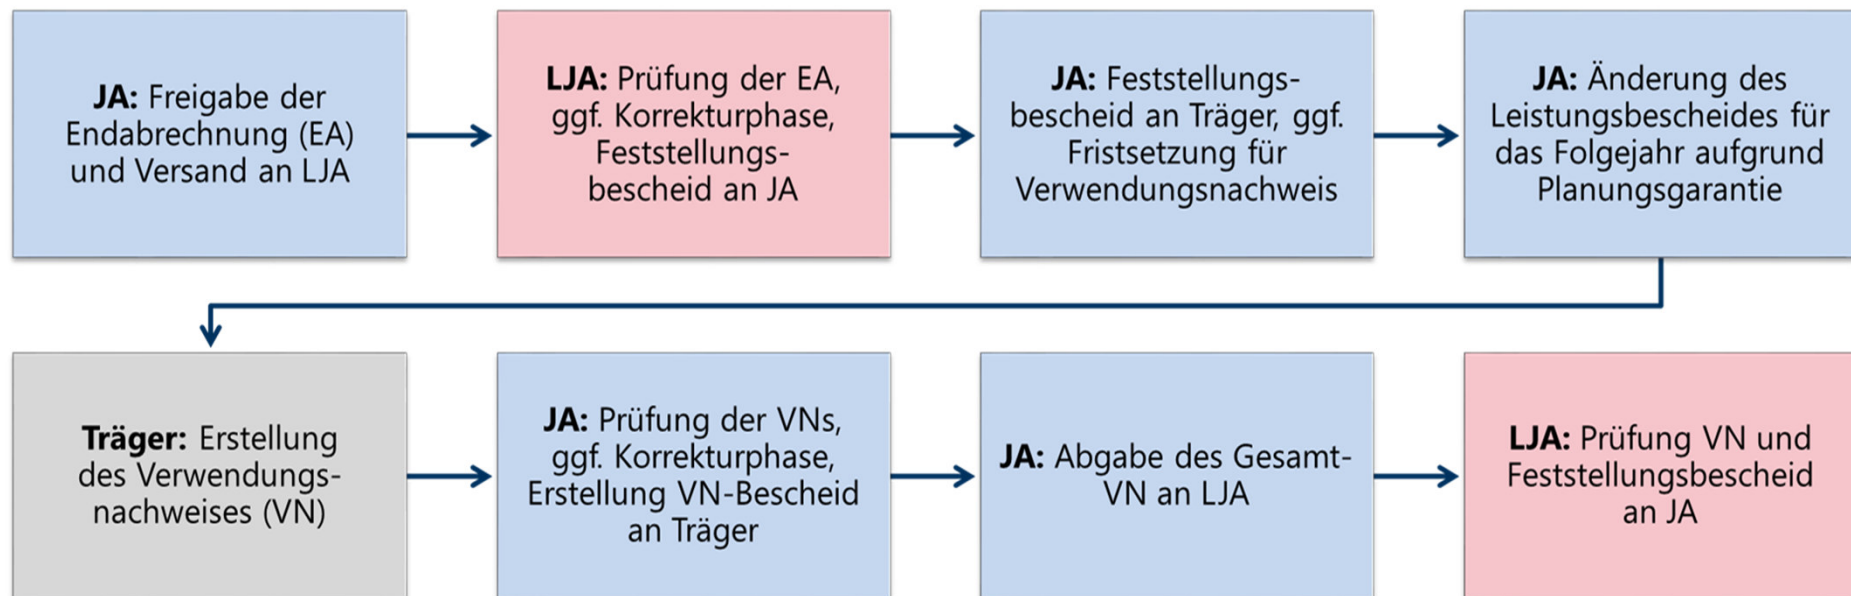 JA: Freigabe der
Endabrechnung (EA)
und Versand an LJA
LJA: Prüfung der EA,
ggf. Korrekturphase,
Feststellungs-
bescheid an JA
JA: Feststellungs-
bescheid an Träger, ggf.
Fristsetzung für
Verwendungsnachweis
JA: Änderung des
Leistungsbescheides für
das Folgejahr aufgrund
Planungsgarantie
Träger: Erstellung
des Verwendungs-
nachweises (VN)
JA: Prüfung der VNs,
ggf. Korrekturphase,
Erstellung VN-Bescheid
an Träger
JA: Abgabe des Gesamt-
VN an LJA
LJA: Prüfung VN und
Feststellungsbescheid
an JA